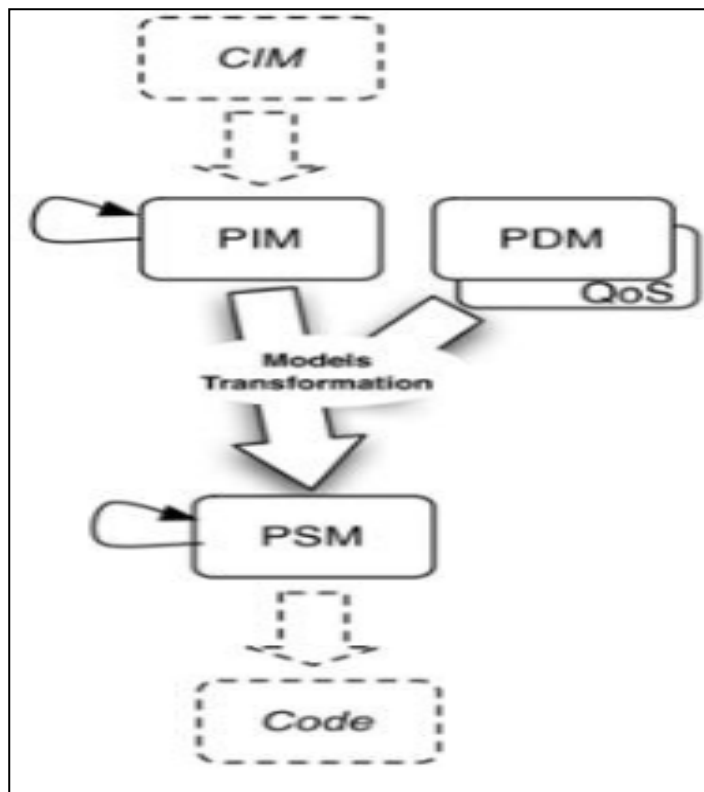 CIM
PIM
PDM
QoS
Models
Transformation
PSM
Code